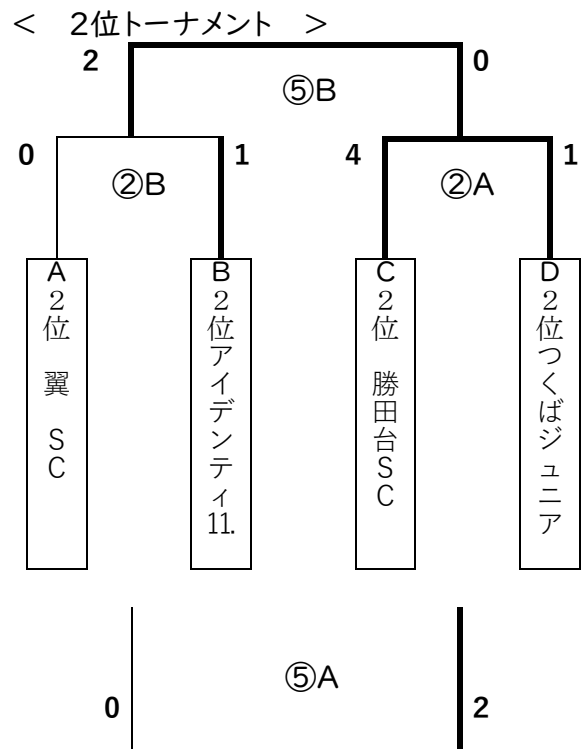 ＜　２位トーナメント　＞
2
0
⑤B
0
1
4
1
②B
②A
A２位　翼　SC
B２位アイデンティ11.
C２位　勝田台SC
D２位つくばジュニア
⑤A
0
2